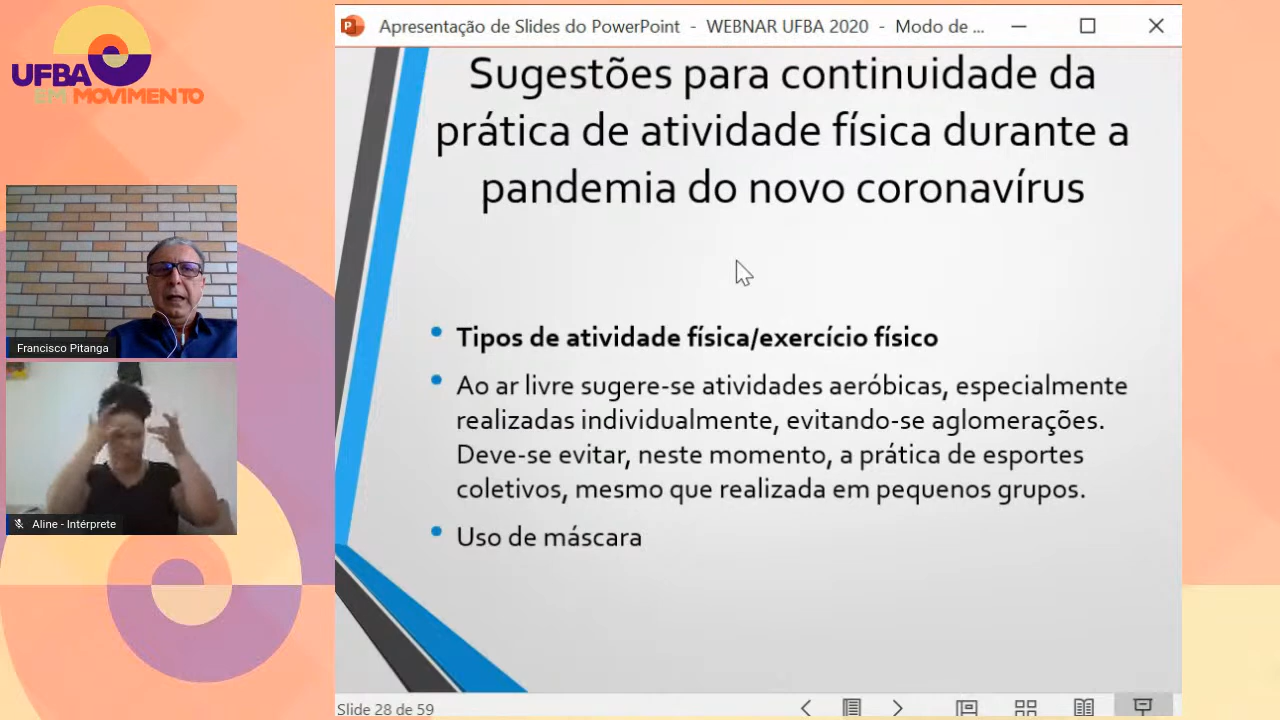 UFBA
EM MOVIMENTO
Apresentação de Slides do PowerPoint - WEBNAR UFBA 2020 - Modo de ...
Sugestões para continuidade da
prática de atividade física durante a
pandemia do novo coronavírus
Tipos de atividade física/exercício físico
Ao ar livre sugere-se atividades aeróbicas, especialmente
realizadas individualmente, evitando-se aglomerações.
Deve-se evitar, neste momento, a prática de esportes
coletivos, mesmo que realizada em pequenos grupos.
Uso de máscara
Francisco Pitanga
Aline - Intérprete
Slide 28 de 59